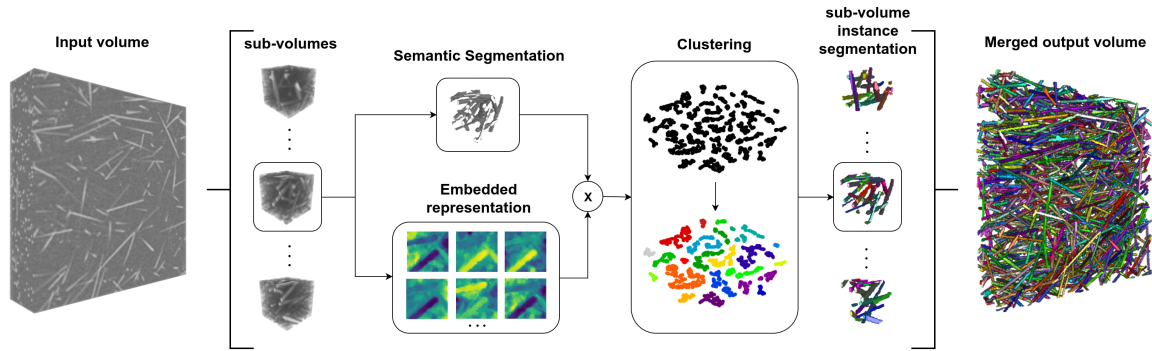 Input volume
sub-volumes
Semantic Segmentation
Embedded
representation
X
Clustering
sub-volume
instance
segmentation
Merged output volume